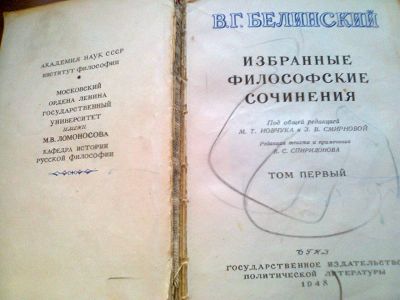 АКАДЕМИЯ НАУК СССР
ИНСТИТУТ ФИЛОСОФИИ
МОСКОВСКИЙ
ОРДЕНА ЛЕНИНА
ГОСУДАРСТВЕННЫЙ
УНИВЕРСИТЕТ
ИМЕНИ
М.В. ЛОМОНОСОВА
КАФЕДРА ИСТОРИИ
РУССКОЙ ФИЛОСОФИИ
В.Г. БЕЛИНСКИЙ
ИЗБРАННЫЕ
ФИЛОСОФСКИЕ
СОЧИНЕНИЯ
Под общей редакцией
М. Т. ИОВЧУКА и З. В. СМИРНОВОЙ
Редакция текста и примечания
В. С. СПИРИДОНОВА
ТОМ ПЕРВЫЙ
ОГИЗ
ГОСУДАРСТВЕННОЕ ИЗДАТЕЛЬСТВО
ПОЛИТИЧЕСКОЙ ЛИТЕРАТУРЫ
1948